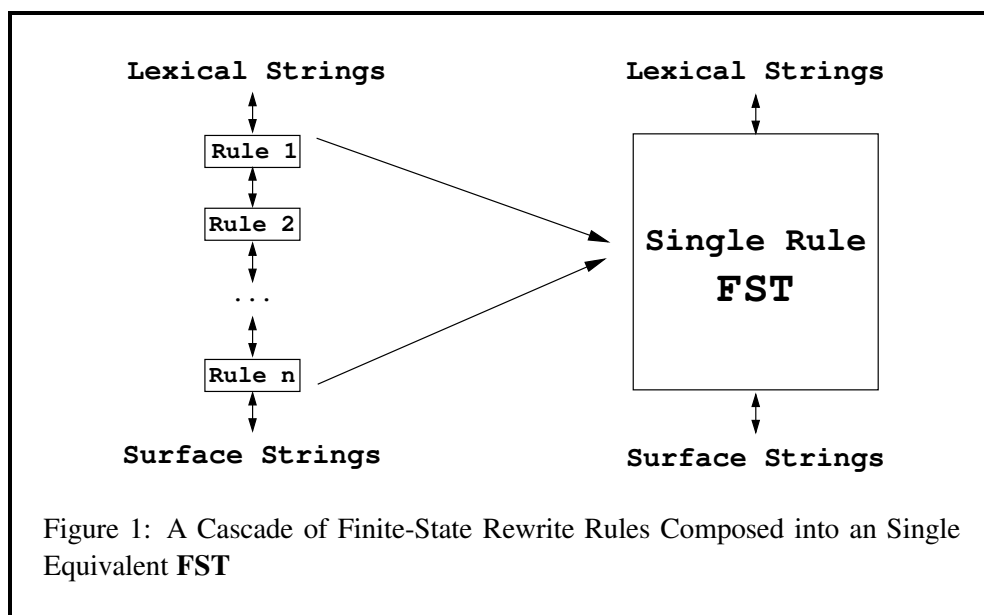 Lexical Strings
Rule 1
Rule 2
...
Rule n
Surface Strings
Lexical Strings
Single Rule
FST
Surface Strings
Figure 1: A Cascade of Finite-State Rewrite Rules Composed into an Single
Equivalent FST